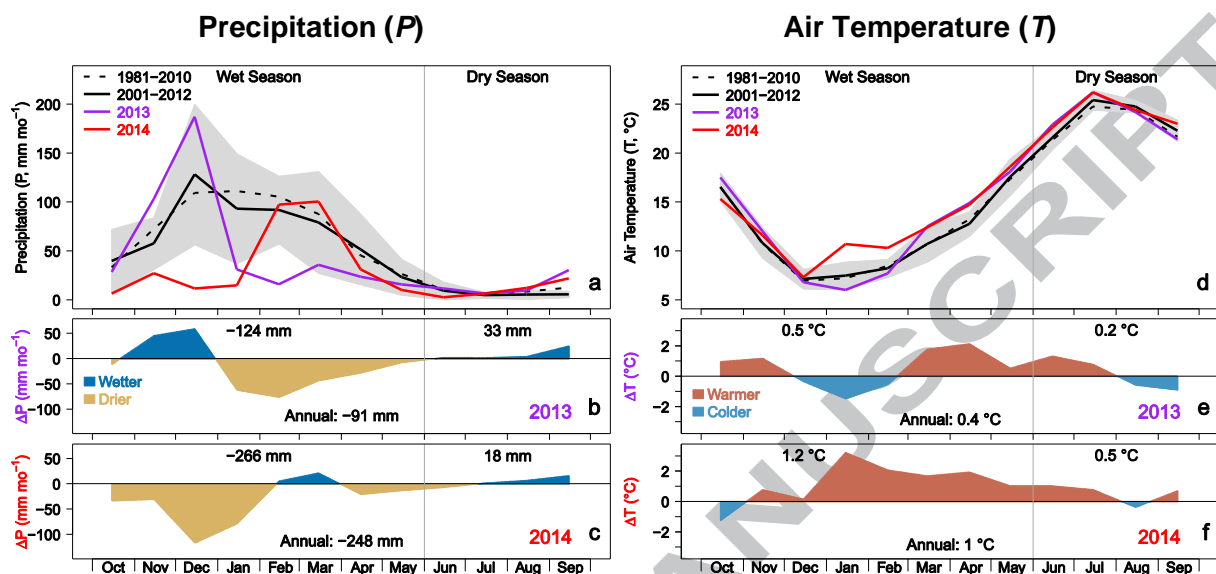 Precipitation (P)
Air Temperature (T)
1981−2010
2001−2012
2013
2014
Wet Season
Dry Season
Precipitation (P, mm mo−1)
200
150
100
50
0
a
1981−2010
2001−2012
2013
2014
Wet Season
Dry Season
Air Temperature (T, °C)
25
20
15
10
5
d
ΔP (mm mo−1)
50
0
−50
−100
−124 mm
33 mm
Wetter
Drier
Annual: −91 mm
b
2013
ΔT (°C)
2
0
−2
0.5 °C
0.2 °C
Warmer
Colder
Annual: 0.4 °C
e
2013
ΔP (mm mo−1)
50
0
−50
−100
−266 mm
18 mm
Annual: −248 mm
c
2014
ΔT (°C)
2
0
−2
1.2 °C
0.5 °C
Annual: 1 °C
f
2014
Oct Nov Dec Jan Feb Mar Apr May Jun Jul Aug Sep
Oct Nov Dec Jan Feb Mar Apr May Jun Jul Aug Sep
ANUSCRIPT